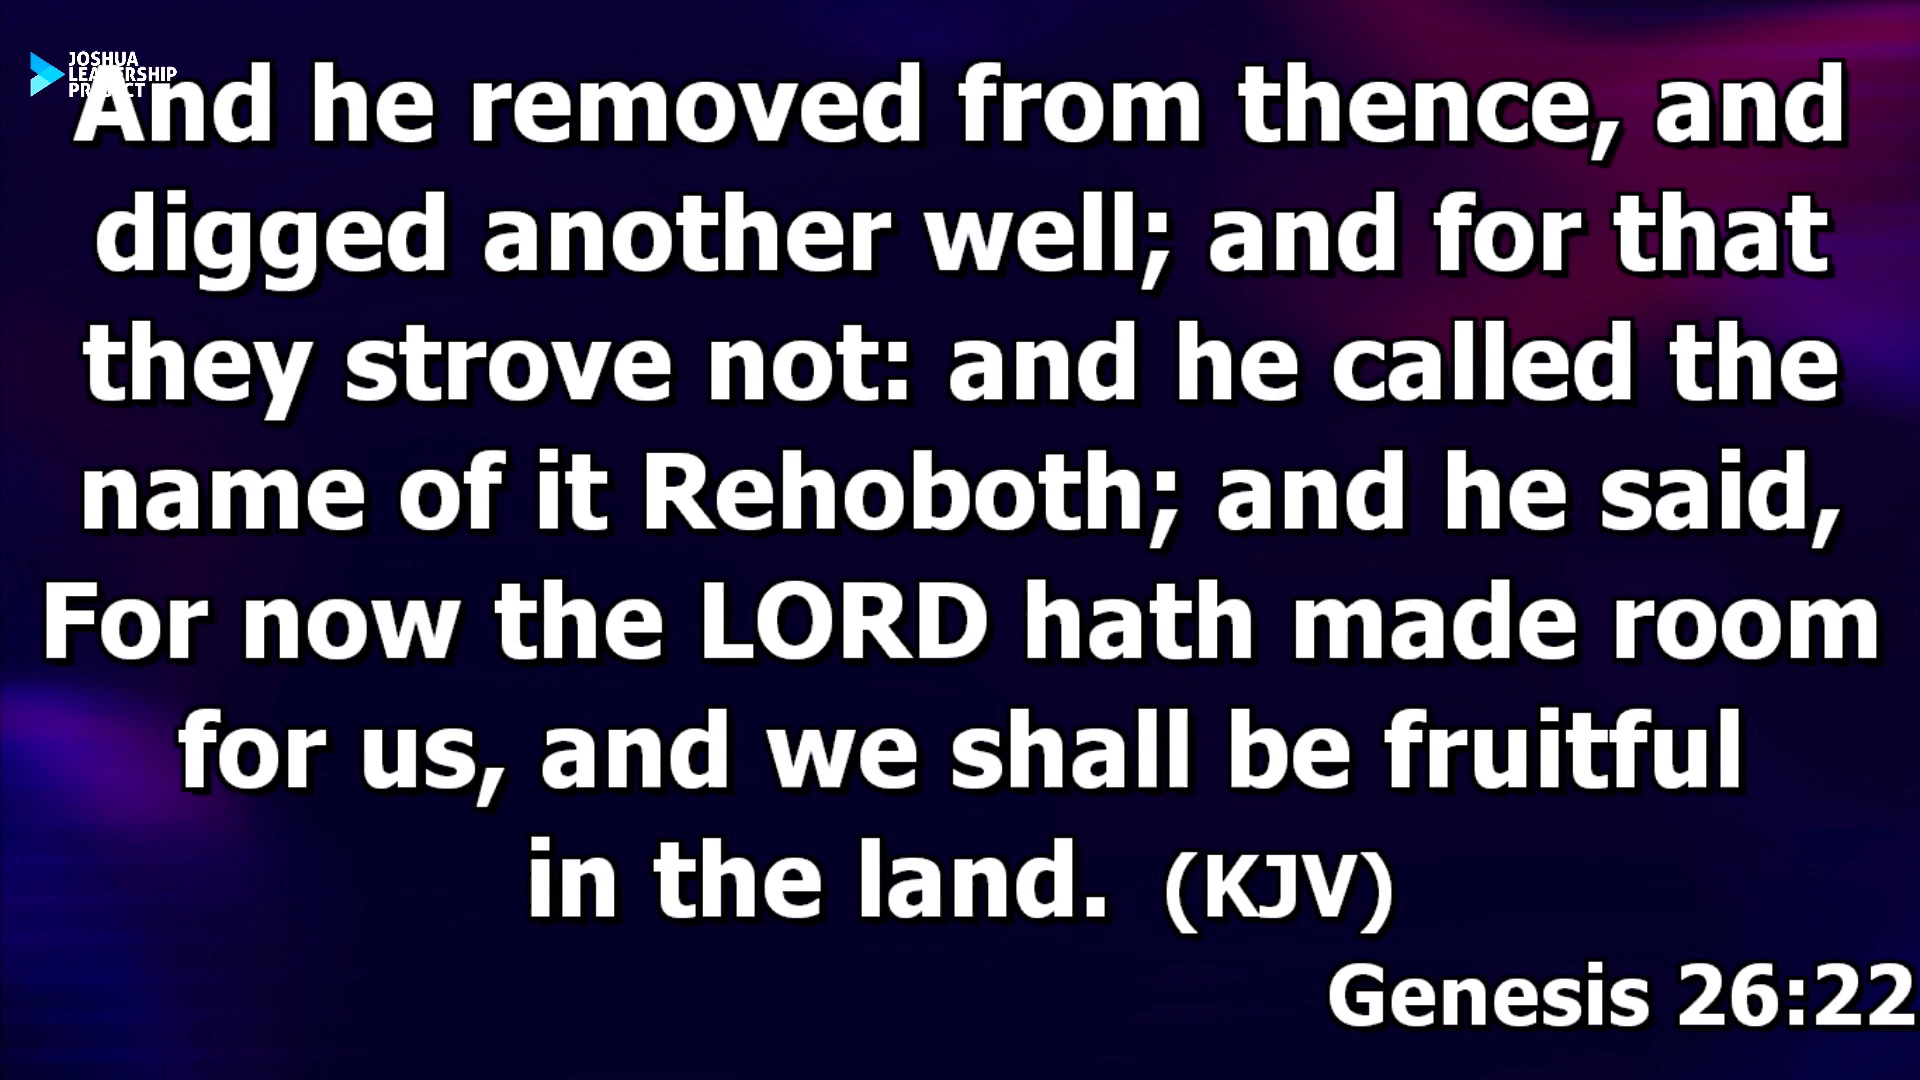 JOSHUA
LEADERSHIP
PROJECT
And he removed from thence, and
digged another well; and for that
they strove not: and he called the
name of it Rehoboth; and he said,
For now the LORD hath made room
for us, and we shall be fruitful
in the land. (KJV)
Genesis 26:22